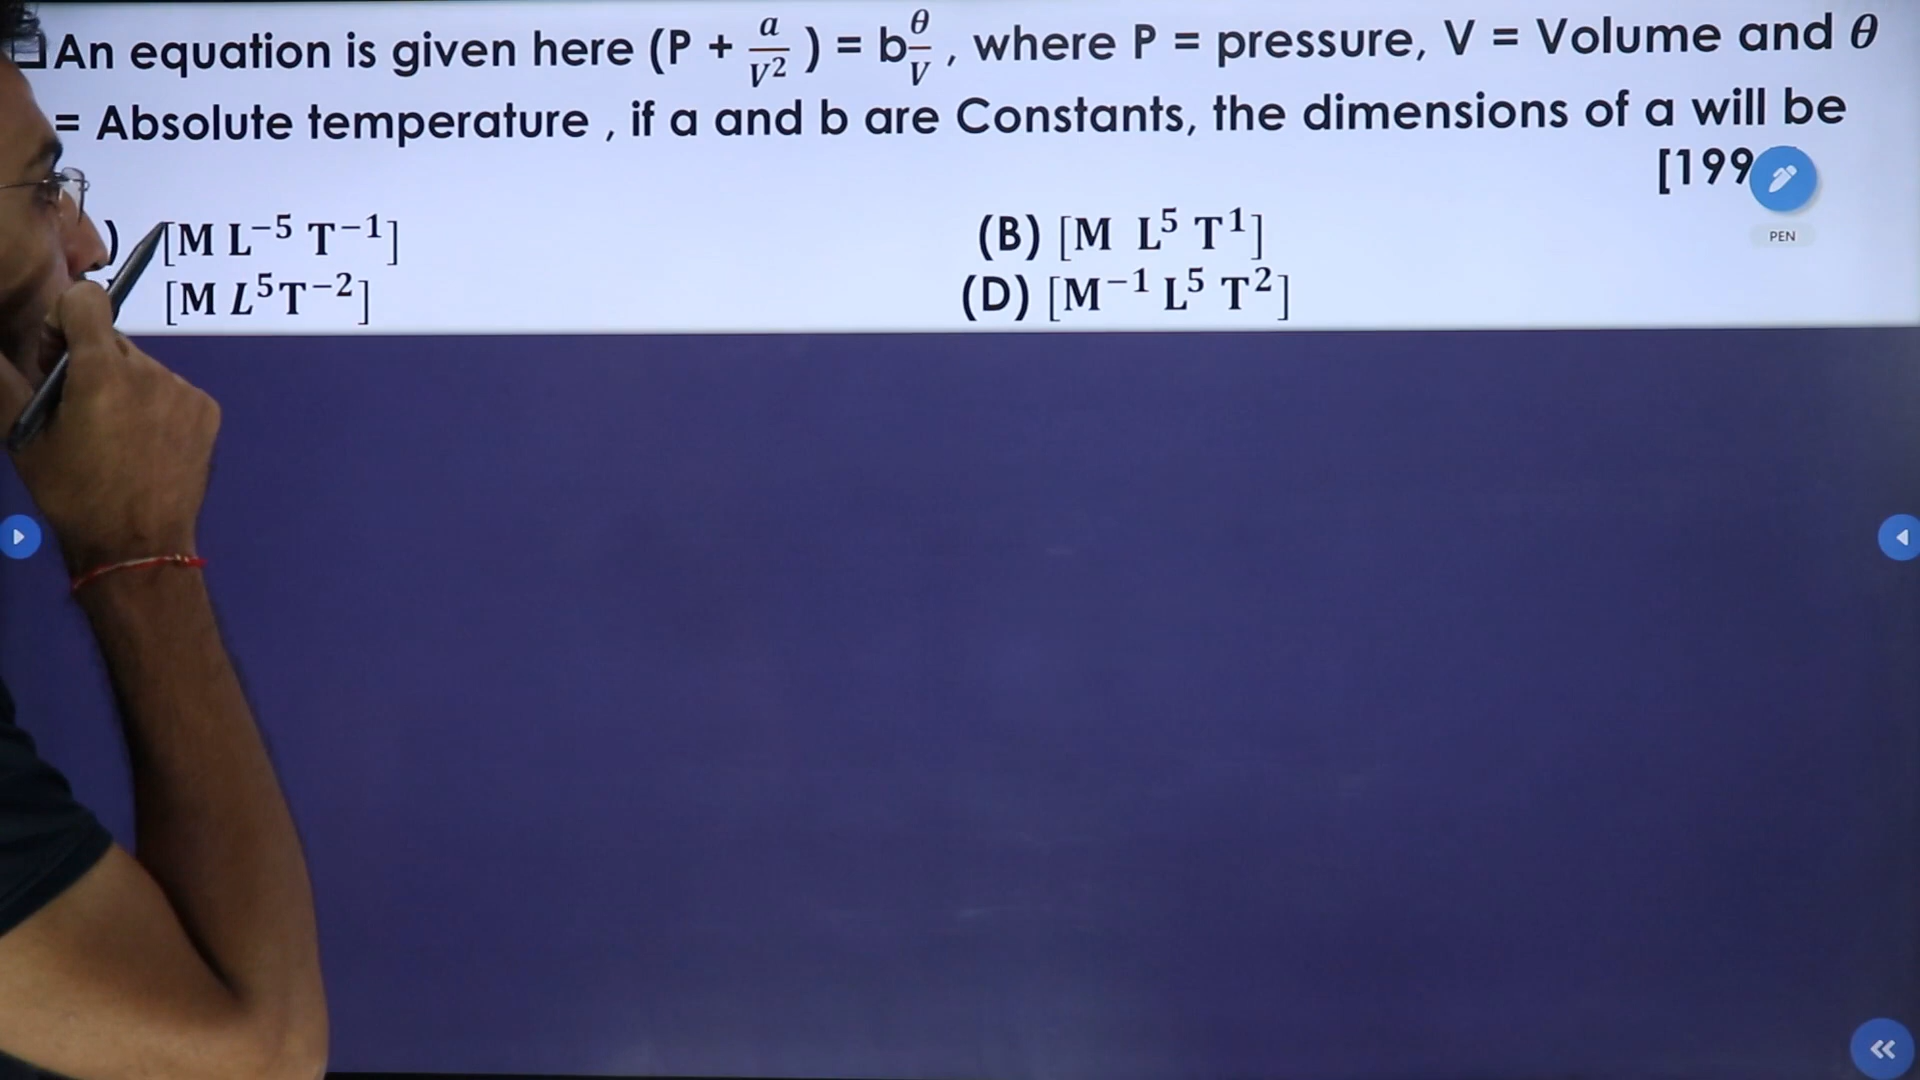 An equation is given here (P + a/V²) = b θ/V , where P = pressure, V = Volume and θ
= Absolute temperature , if a and b are Constants, the dimensions of a will be
[199
) [M L⁻⁵ T⁻¹] (B) [M L⁵ T¹]
[M L⁵T⁻²] (D) [M⁻¹ L⁵ T²]
PEN